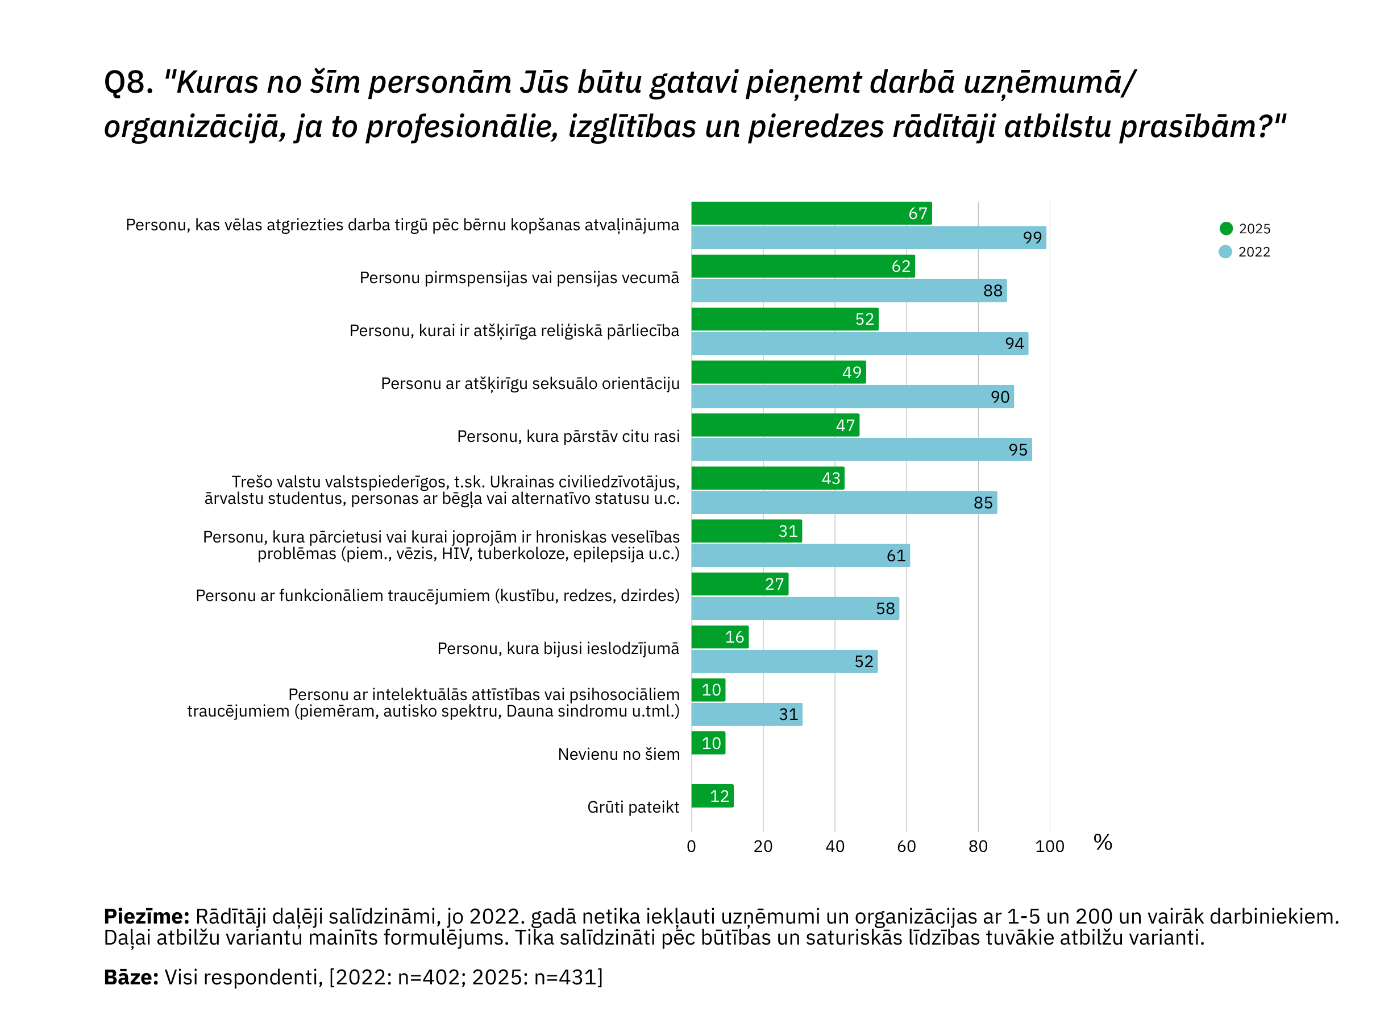 Q8. "Kuras no šīm personām Jūs būtu gatavi pieņemt darbā uzņēmumā/
organizācijā, ja to profesionālie, izglītības un pieredzes rādītāji atbilstu prasībām?"
2025
2022
Personu, kas vēlas atgriezties darba tirgū pēc bērnu kopšanas atvaļinājuma
67
99
Personu pirmspensijas vai pensijas vecumā
62
88
Personu, kurai ir atšķirīga reliģiskā pārliecība
52
94
Personu ar atšķirīgu seksuālo orientāciju
49
90
Personu, kura pārstāv citu rasi
47
95
Trešo valstu valstspiederīgos, t.sk. Ukrainas civiliedzīvotājus,
ārvalstu studentus, personas ar bēgļa vai alternatīvo statusu u.c.
43
85
Personu, kura pārcietusi vai kurai joprojām ir hroniskas veselības
problēmas (piem., vēzis, HIV, tuberkoloze, epilepsija u.c.)
31
61
Personu ar funkcionāliem traucējumiem (kustību, redzes, dzirdes)
27
58
Personu, kura bijusi ieslodzījumā
16
52
Personu ar intelektuālās attīstības vai psihosociāliem
traucējumiem (piemēram, autisko spektru, Dauna sindromu u.tml.)
10
31
Nevienu no šiem
10
Grūti pateikt
12
0 20 40 60 80 100 %
Piezīme: Rādītāji daļēji salīdzināmi, jo 2022. gadā netika iekļauti uzņēmumi un organizācijas ar 1-5 un 200 un vairāk darbiniekiem.
Daļai atbilžu variantu mainīts formulējums. Tika salīdzināti pēc būtības un saturiskās līdzības tuvākie atbilžu varianti.
Bāze: Visi respondenti, [2022: n=402; 2025: n=431]